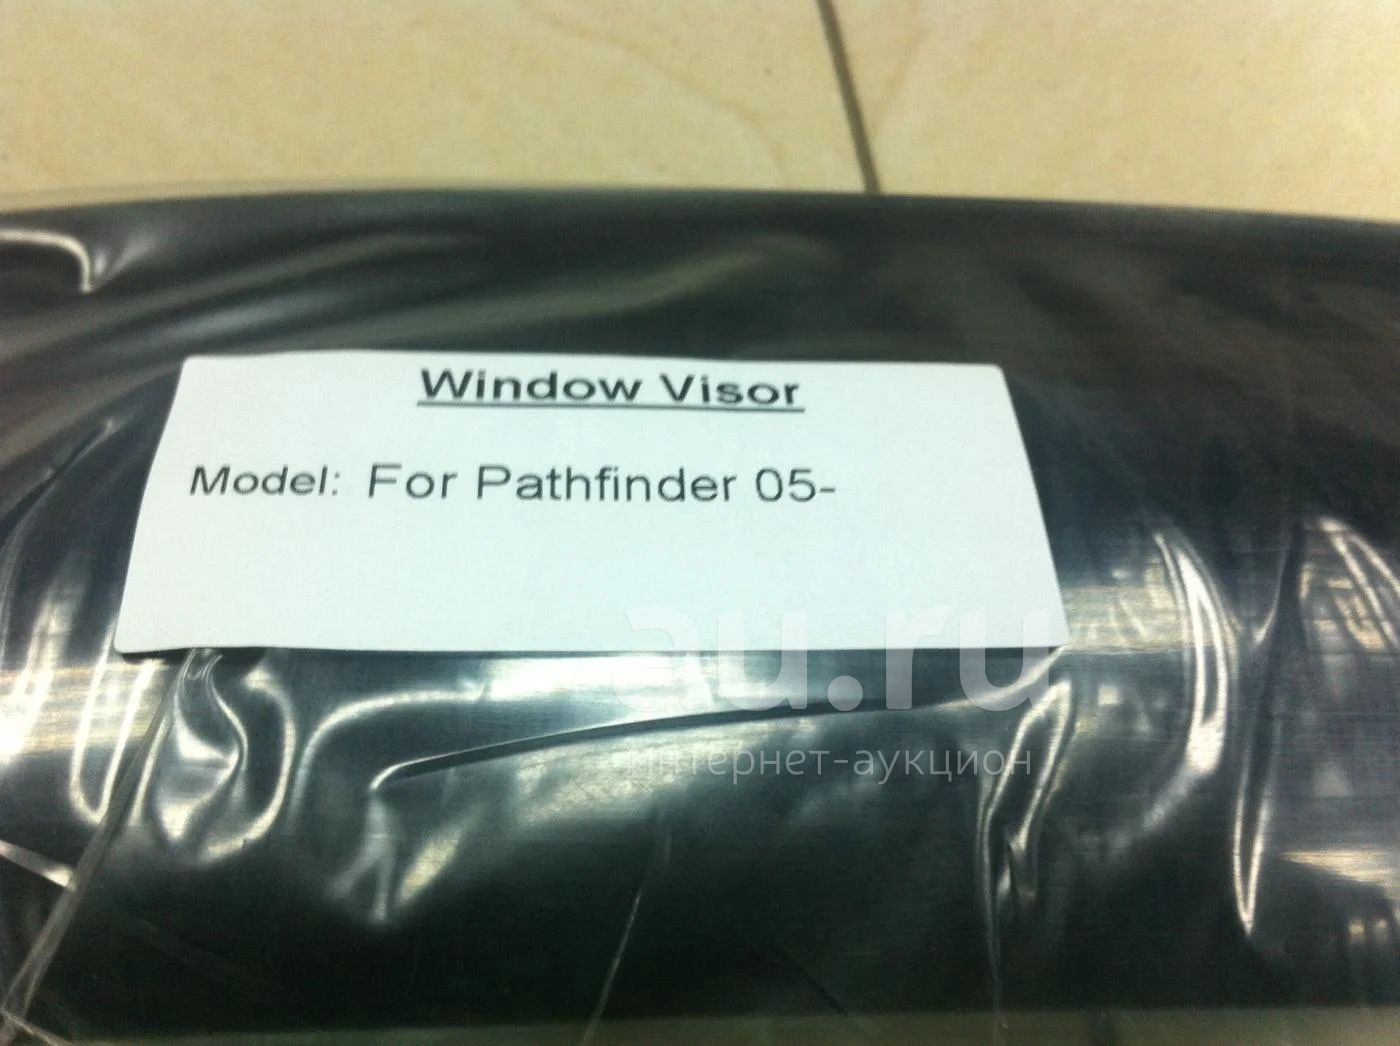 Window Visor
Model: For Pathfinder 05-
au.ru
интернет-аукцион